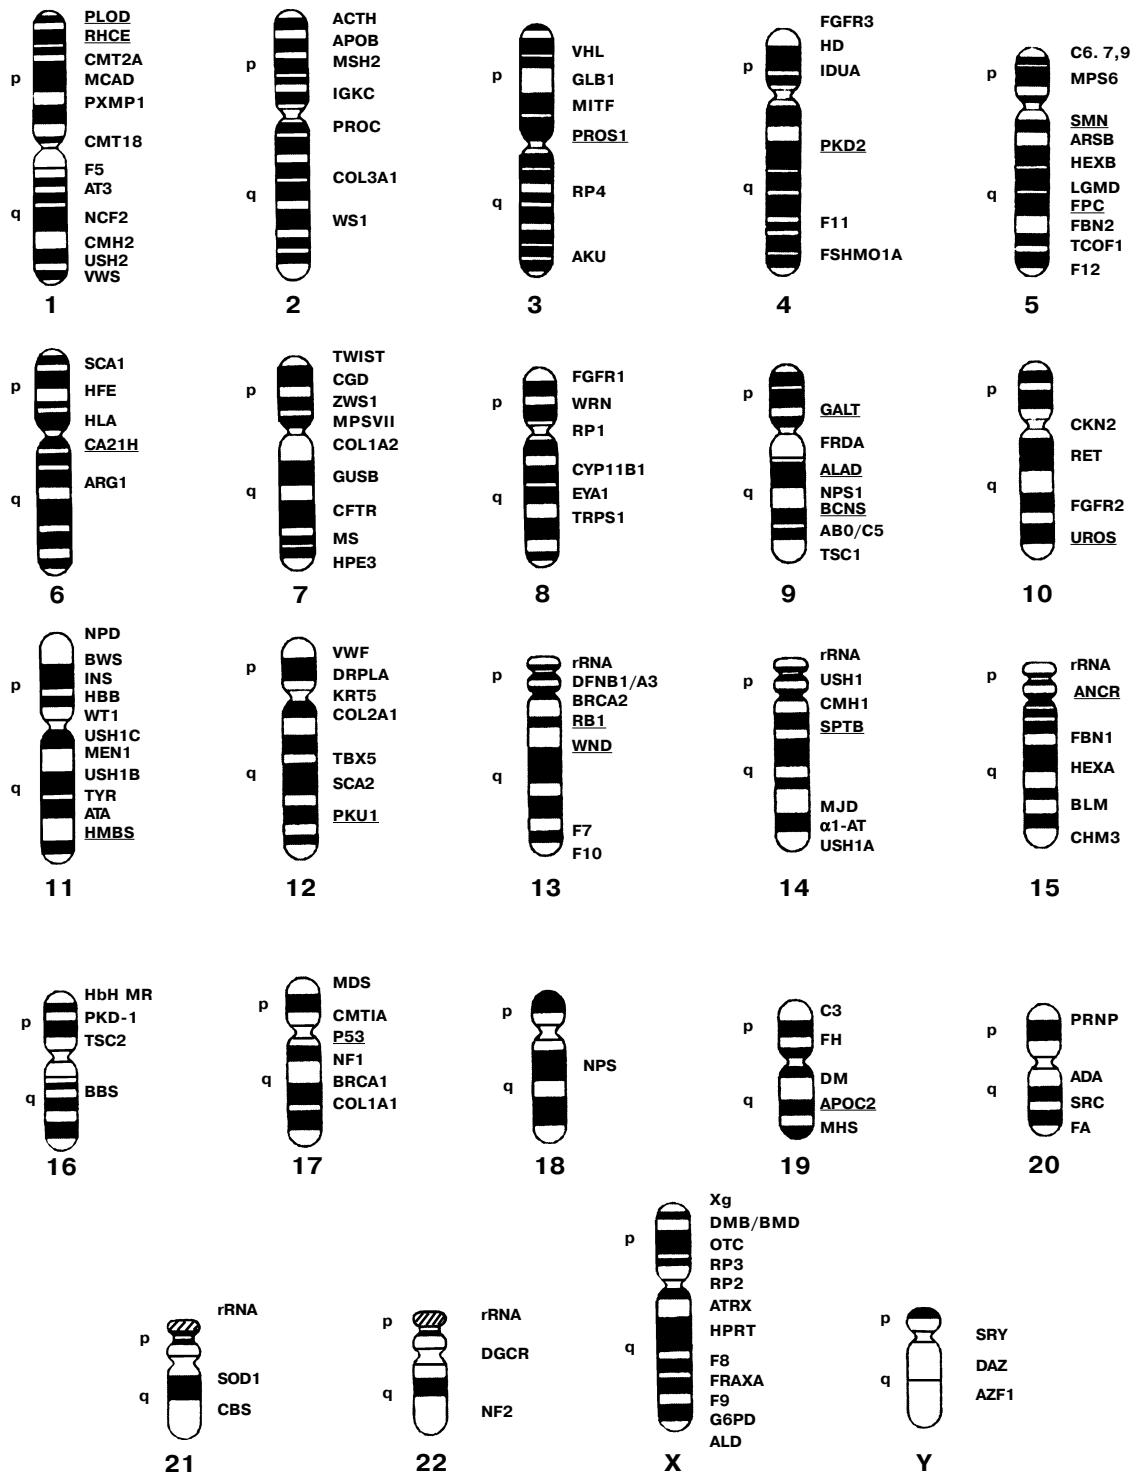 PLOD
RHCE
CMT2A
p
MCAD
PXMP1
CMT18
F5
AT3
q
NCF2
CMH2
USH2
VWS
1
ACTH
APOB
p
MSH2
IGKC
PROC
COL3A1
q
WS1
2
VHL
p
GLB1
MITF
PROS1
RP4
q
AKU
3
FGFR3
HD
p
IDUA
PKD2
q
F11
FSHMO1A
4
C6. 7,9
p
MPS6
SMN
ARSB
HEXB
LGMD
q
FPC
FBN2
TCOF1
F12
5
SCA1
p
HFE
HLA
CA21H
ARG1
q
6
TWIST
CGD
p
ZWS1
MPSVII
COL1A2
GUSB
q
CFTR
MS
HPE3
7
FGFR1
p
WRN
RP1
CYP11B1
EYA1
q
TRPS1
8
p
GALT
FRDA
ALAD
NPS1
q
BCNS
AB0/C5
TSC1
9
p
CKN2
RET
q
FGFR2
UROS
10
NPD
BWS
INS
p
HBB
WT1
USH1C
MEN1
USH1B
q
TYR
ATA
HMBS
11
VWF
p
DRPLA
KRT5
COL2A1
TBX5
q
SCA2
PKU1
12
rRNA
p
DFNB1/A3
BRCA2
RB1
WND
q
F7
F10
13
rRNA
p
USH1
CMH1
SPTB
q
MJD
α1-AT
USH1A
14
rRNA
p
ANCR
FBN1
HEXA
q
BLM
CHM3
15
HbH MR
p
PKD-1
TSC2
BBS
q
16
MDS
p
CMTIA
P53
NF1
q
BRCA1
COL1A1
17
p
NPS
q
18
C3
p
FH
DM
q
APOC2
MHS
19
PRNP
p
ADA
q
SRC
FA
20
rRNA
p
SOD1
q
CBS
21
rRNA
p
DGCR
q
NF2
22
Xg
DMB/BMD
p
OTC
RP3
RP2
ATRX
HPRT
q
F8
FRAXA
F9
G6PD
ALD
X
p
SRY
DAZ
q
AZF1
Y